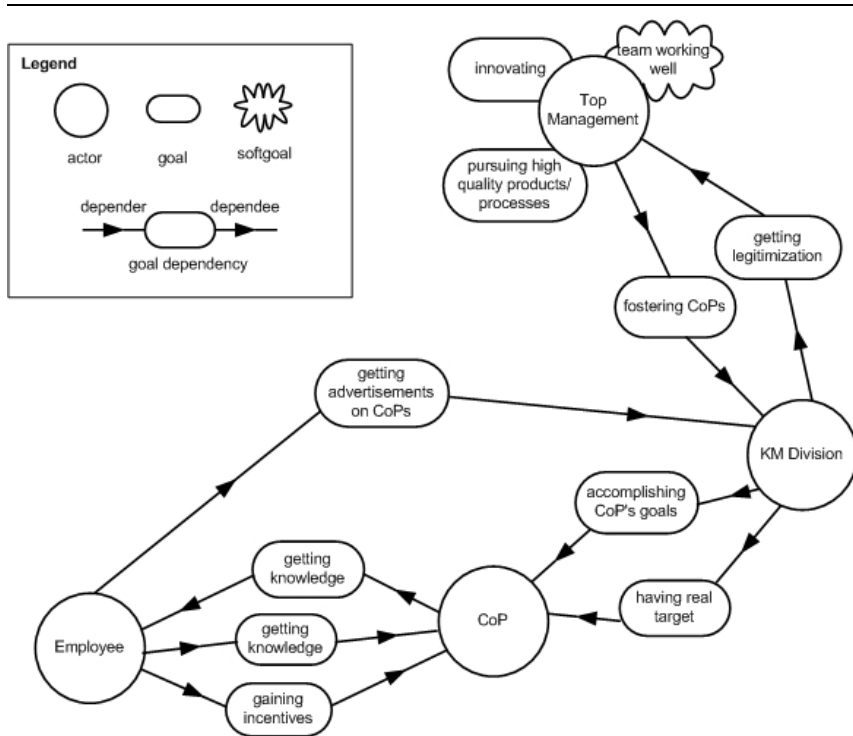 Legend
actor
goal
softgoal
depender
dependee
goal dependency
innovating
team working
well
Top
Management
pursuing high
quality products/
processes
getting
legitimization
fostering CoPs
getting
advertisements
on CoPs
KM Division
accomplishing
CoP's goals
getting
knowledge
having real
target
CoP
Employee
getting
knowledge
gaining
incentives